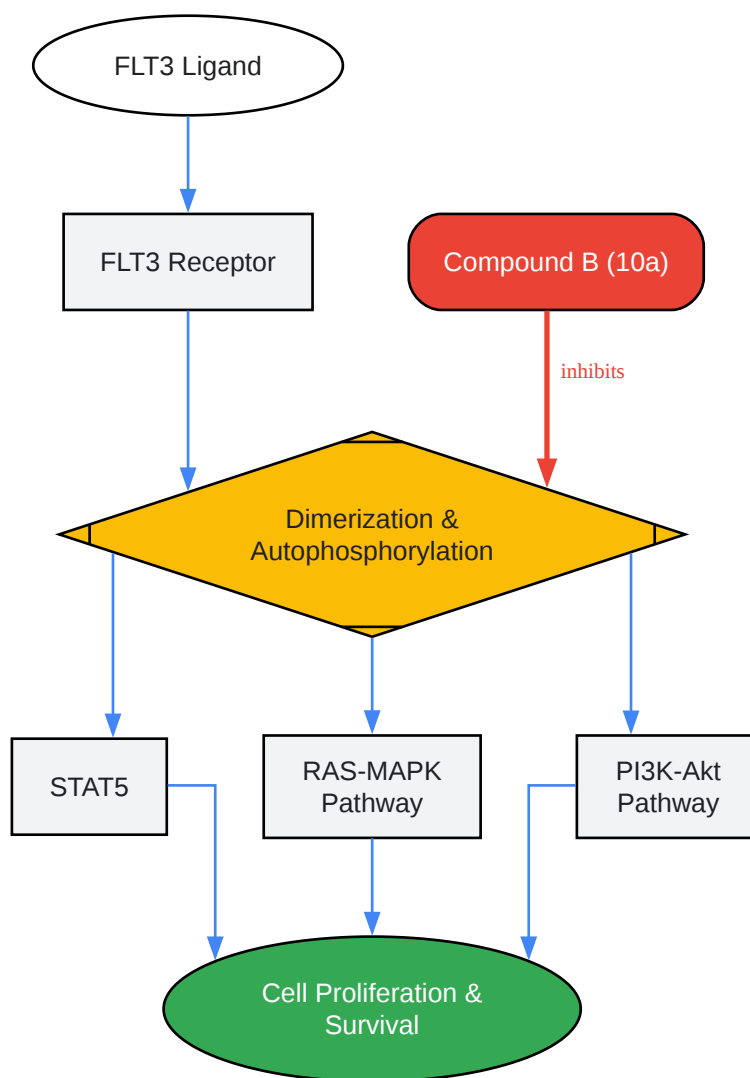 FLT3 Ligand
FLT3 Receptor
Compound B (10a)
inhibits
Dimerization &
Autophosphorylation
STAT5
RAS-MAPK
Pathway
PI3K-Akt
Pathway
Cell Proliferation &
Survival